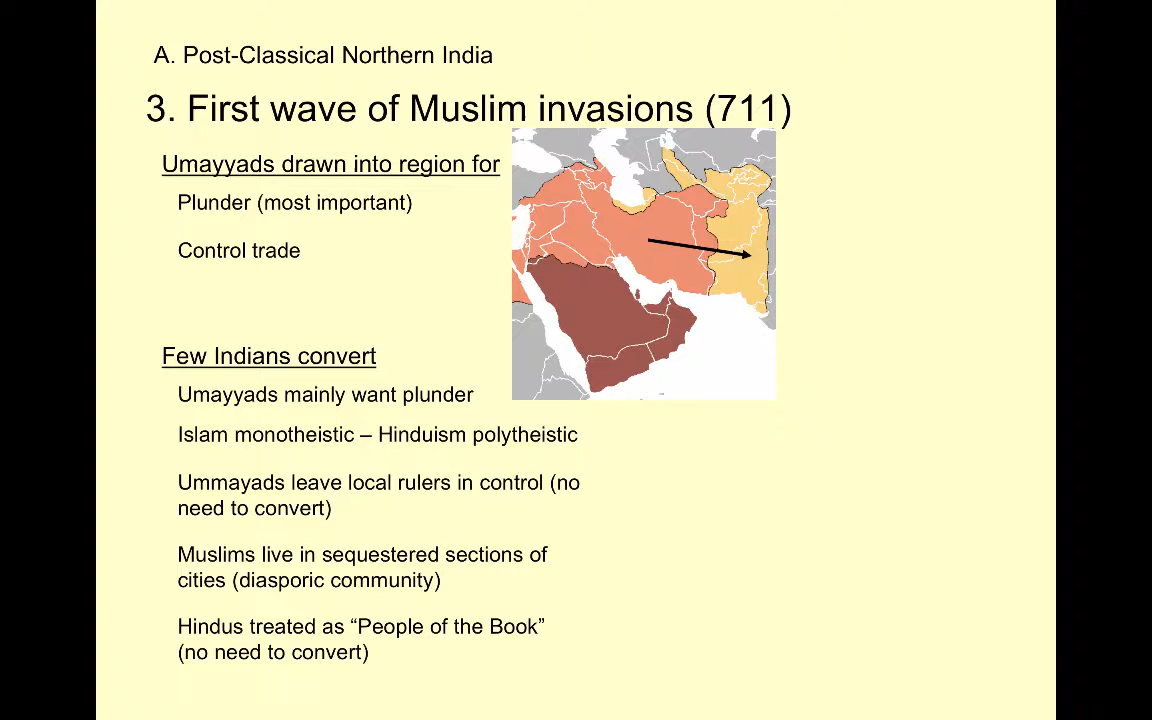 A. Post-Classical Northern India
3. First wave of Muslim invasions (711)
Umayyads drawn into region for
Plunder (most important)
Control trade
Few Indians convert
Umayyads mainly want plunder
Islam monotheistic – Hinduism polytheistic
Ummayads leave local rulers in control (no
need to convert)
Muslims live in sequestered sections of
cities (diasporic community)
Hindus treated as “People of the Book”
(no need to convert)